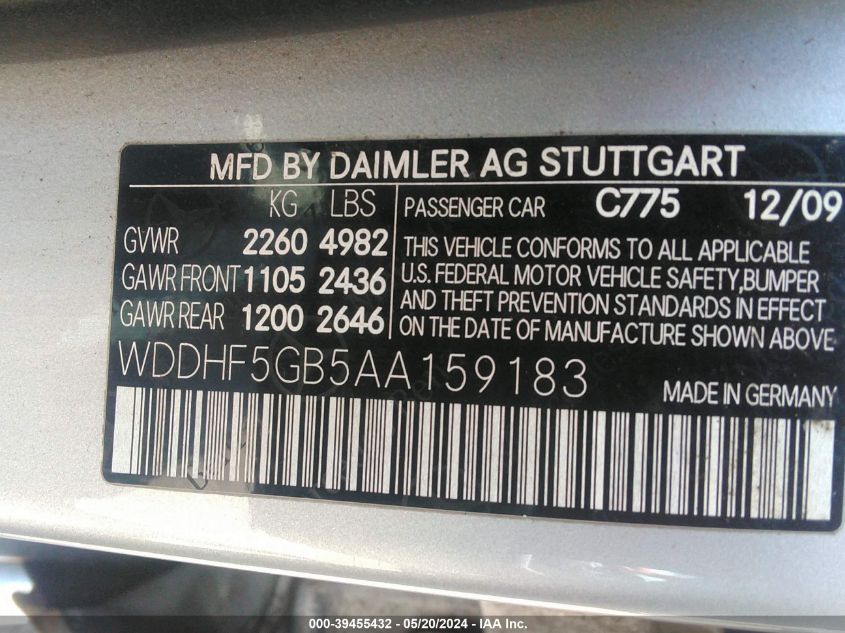 MFD BY DAIMLER AG STUTTGART
KG LBS
GVWR 2260 4982
GAWR FRONT 1105 2436
GAWR REAR 1200 2646
PASSENGER CAR C775 12/09
THIS VEHICLE CONFORMS TO ALL APPLICABLE
U.S. FEDERAL MOTOR VEHICLE SAFETY,BUMPER
AND THEFT PREVENTION STANDARDS IN EFFECT
ON THE DATE OF MANUFACTURE SHOWN ABOVE
WDDHF5GB5AA159183
MADE IN GERMANY
000-39455432 - 05/20/2024 - IAA Inc.